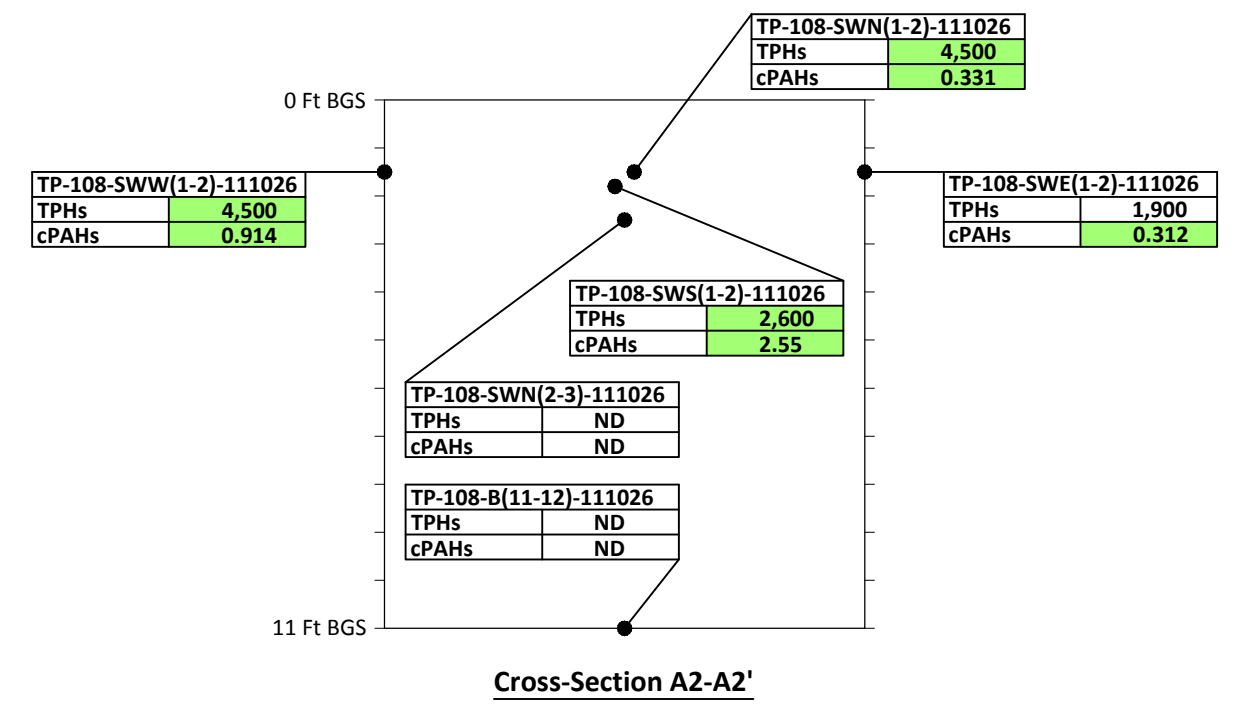 TP-108-SWN(1-2)-111026
TPHs 4,500
cPAHs 0.331
0 Ft BGS
TP-108-SWW(1-2)-111026
TPHs 4,500
cPAHs 0.914
TP-108-SWE(1-2)-111026
TPHs 1,900
cPAHs 0.312
TP-108-SWS(1-2)-111026
TPHs 2,600
cPAHs 2.55
TP-108-SWN(2-3)-111026
TPHs ND
cPAHs ND
TP-108-B(11-12)-111026
TPHs ND
cPAHs ND
11 Ft BGS
Cross-Section A2-A2'